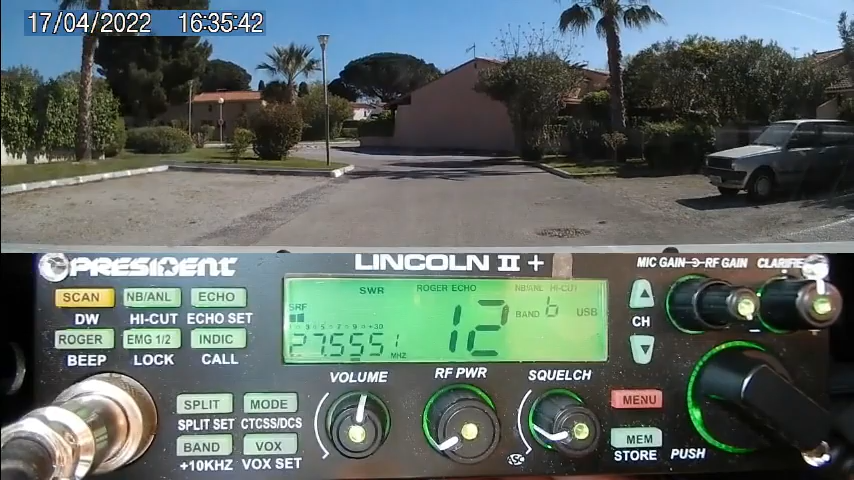 17/04/2022 16:35:42
PRESIDENT LINCOLN II +
MIC GAIN RF GAIN CLARIFIER
SCAN NB/ANL ECHO
DW HI-CUT ECHO SET
ROGER EMG 1/2 INDIC
BEEP LOCK CALL
SWR ROGER ECHO NB/ANL HI-CUT
SRF
12 BAND b USB
27.555 MHZ
CH
VOLUME RF PWR SQUELCH
SPLIT MODE
SPLIT SET CTCSS/DCS
BAND VOX
+10KHZ VOX SET
ASC
MENU
MEM
STORE PUSH